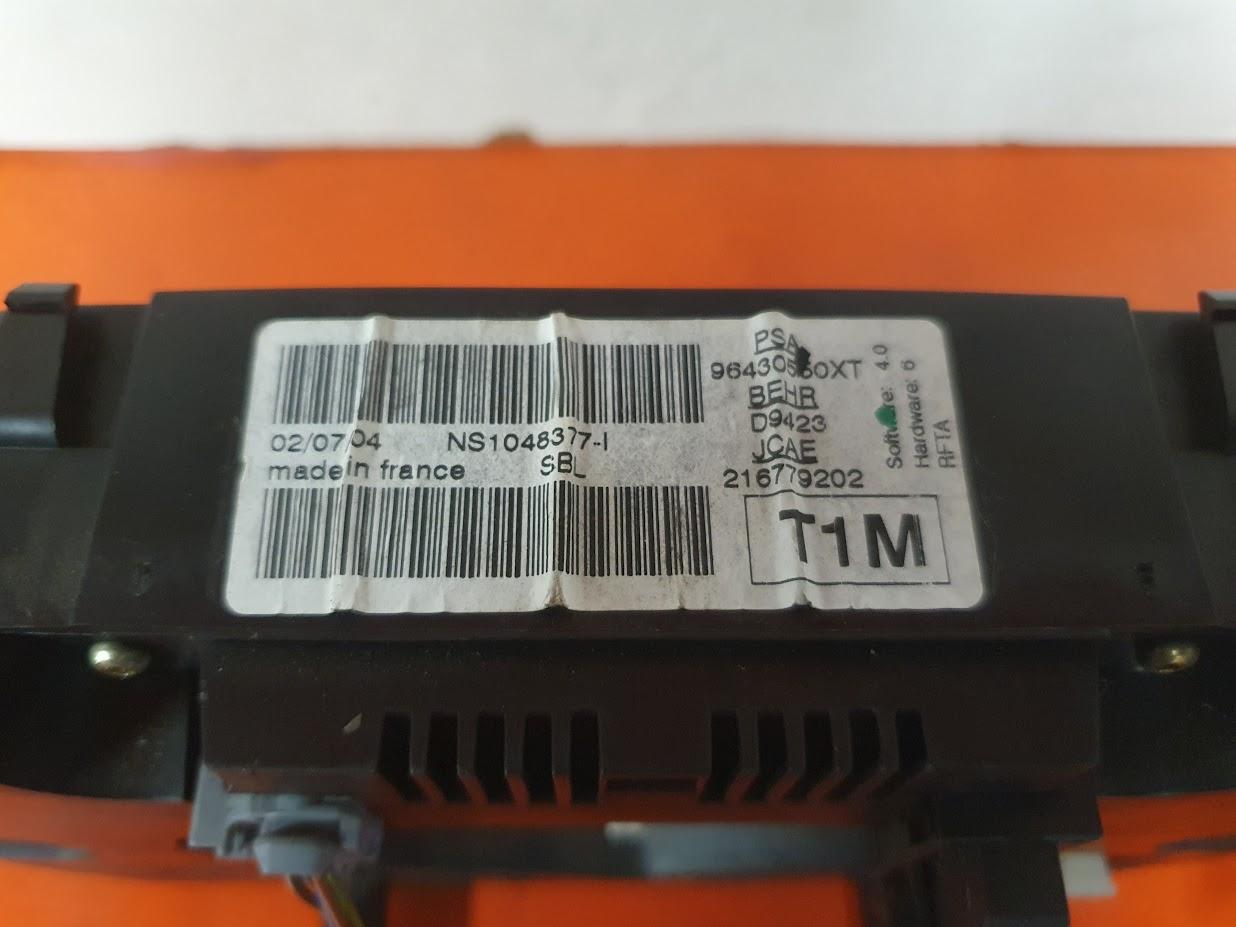 PSA
96430550XT
BEHR
D9423
JCAE
216779202
T1M
02/07/04 NS1048377-I
made in france SBL
Software: 4.0
Hardware: 6
RFTA